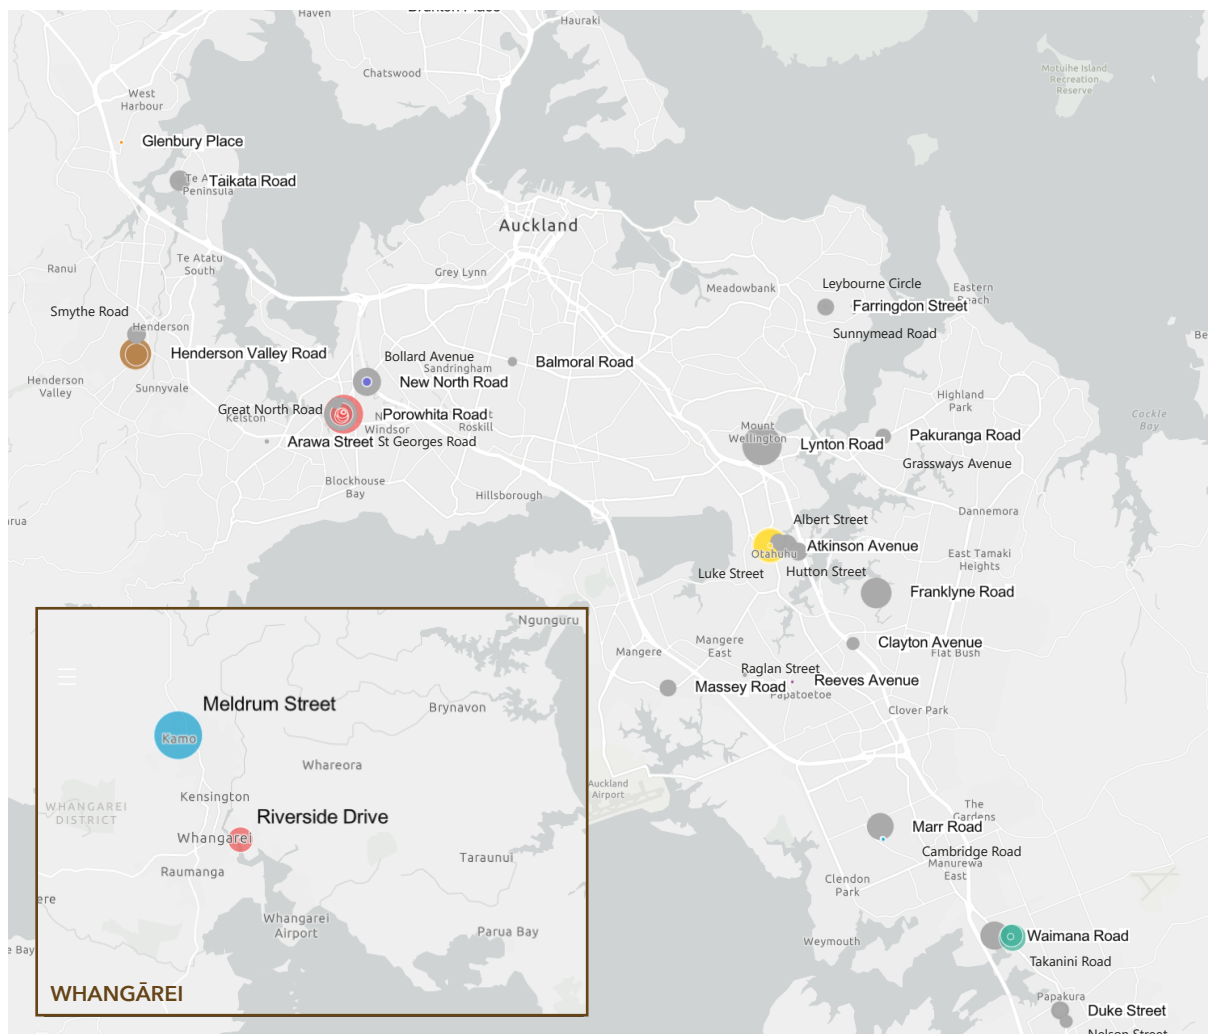 Haven
Hauraki
Chatswood
Motuihe Island
Recreation
Reserve
West
Harbour
Glenbury Place
Taikata Road
Peninsula
Auckland
Te Atatu
South
Ranui
Grey Lynn
Meadowbank
Leybourne Circle
Eastern
Farringdon Street
Smythe Road
Henderson
Sunnymead Road
Henderson Valley Road
Bollard Avenue
Sandringham
Balmoral Road
Henderson
Valley
Sunnyvale
New North Road
Highland
Park
Great North Road
Kelston
Porowhita Road
Windsor
Roskill
Mount
Wellington
Cockle
Bay
Arawa Street
St Georges Road
Lynton Road
Pakuranga Road
Grassways Avenue
Blockhouse
Bay
Hillsborough
Dannemora
Albert Street
Otahuhu
Atkinson Avenue
East Tamaki
Heights
Luke Street
Hutton Street
Franklyne Road
Mangere
Mangere
East
Clayton Avenue
Flat Bush
Raglan Street
Massey Road
Reeves Avenue
Papatoetoe
Clover Park
Auckland
Airport
The
Gardens
Marr Road
Cambridge Road
Manurewa
East
Clendon
Park
Weymouth
Waimana Road
Takanini Road
Papakura
Duke Street
Nelson Street
Ngunguru
Meldrum Street
Brynavon
Kamo
Whareora
Kensington
WHANGAREI
DISTRICT
Riverside Drive
Whangarei
Taraunui
Raumanga
Whangarei
Airport
Parua Bay
WHANGĀREI